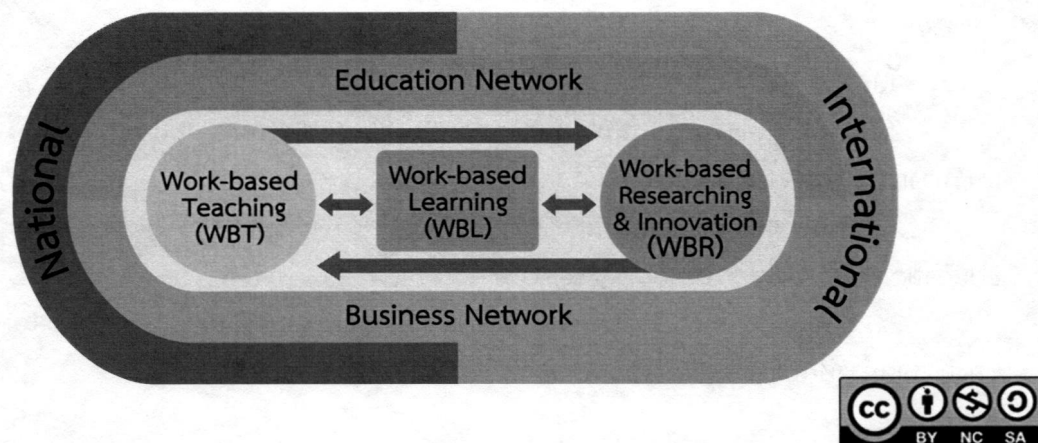 Education Network
National
International
Work-based
Teaching
(WBT)
Work-based
Learning
(WBL)
Work-based
Researching
& Innovation
(WBR)
Business Network
cc
BY NC SA